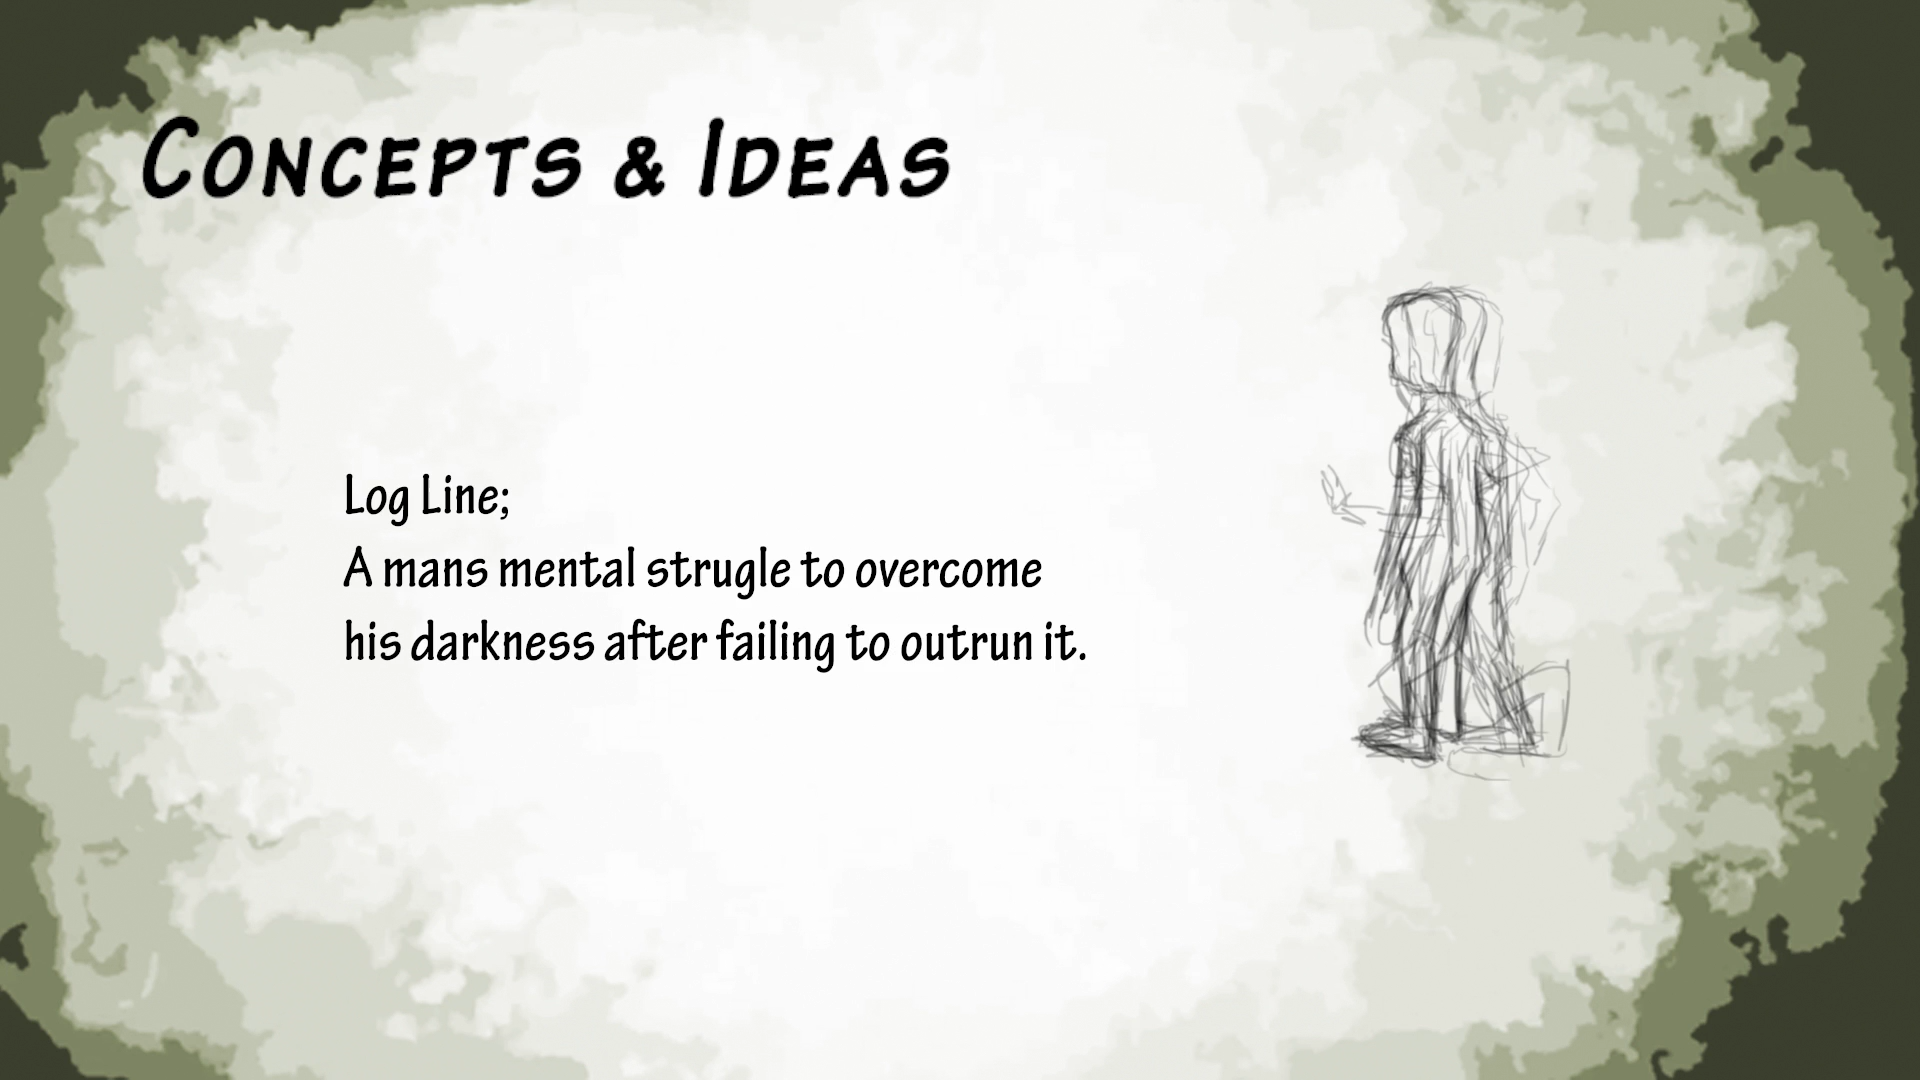 Concepts & Ideas
Log Line;
A mans mental strugle to overcome
his darkness after failing to outrun it.